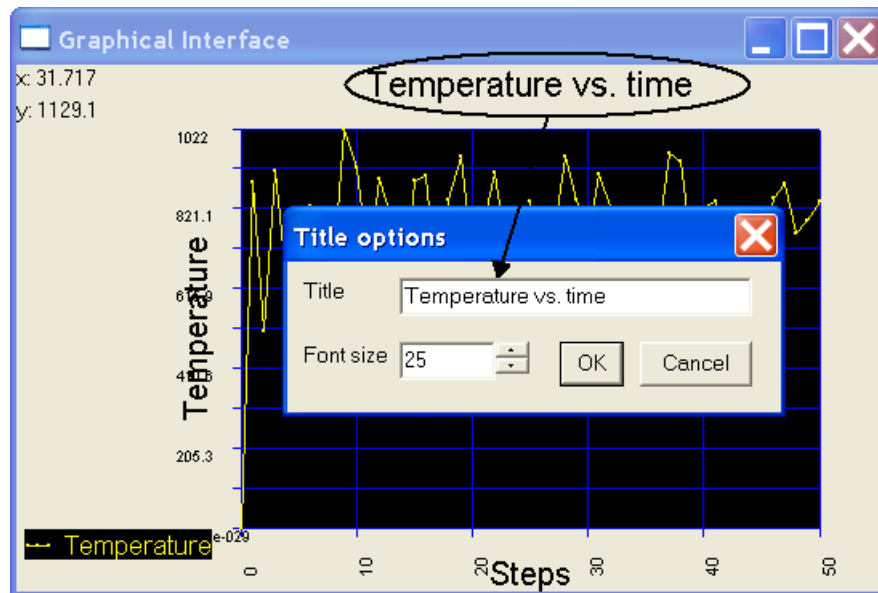 Graphical Interface
x: 31.717
y: 1129.1
Temperature vs. time
1022
821.1
Temperature
205.3
e-029
Title options
Title
Temperature vs. time
Font size
25
OK
Cancel
Temperature
0
10
20
30
40
50
Steps